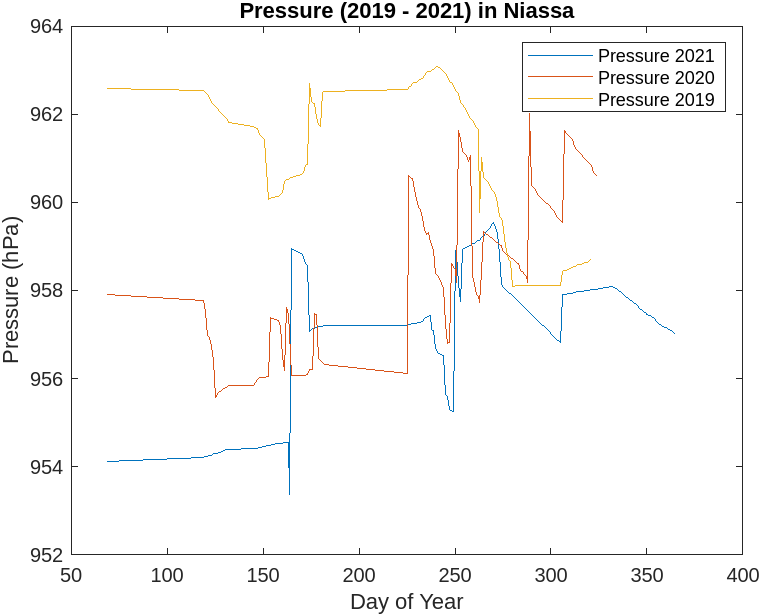 Pressure (2019 - 2021) in Niassa
964
962
960
958
956
954
952
Pressure (hPa)
Pressure 2021
Pressure 2020
Pressure 2019
50 100 150 200 250 300 350 400
Day of Year